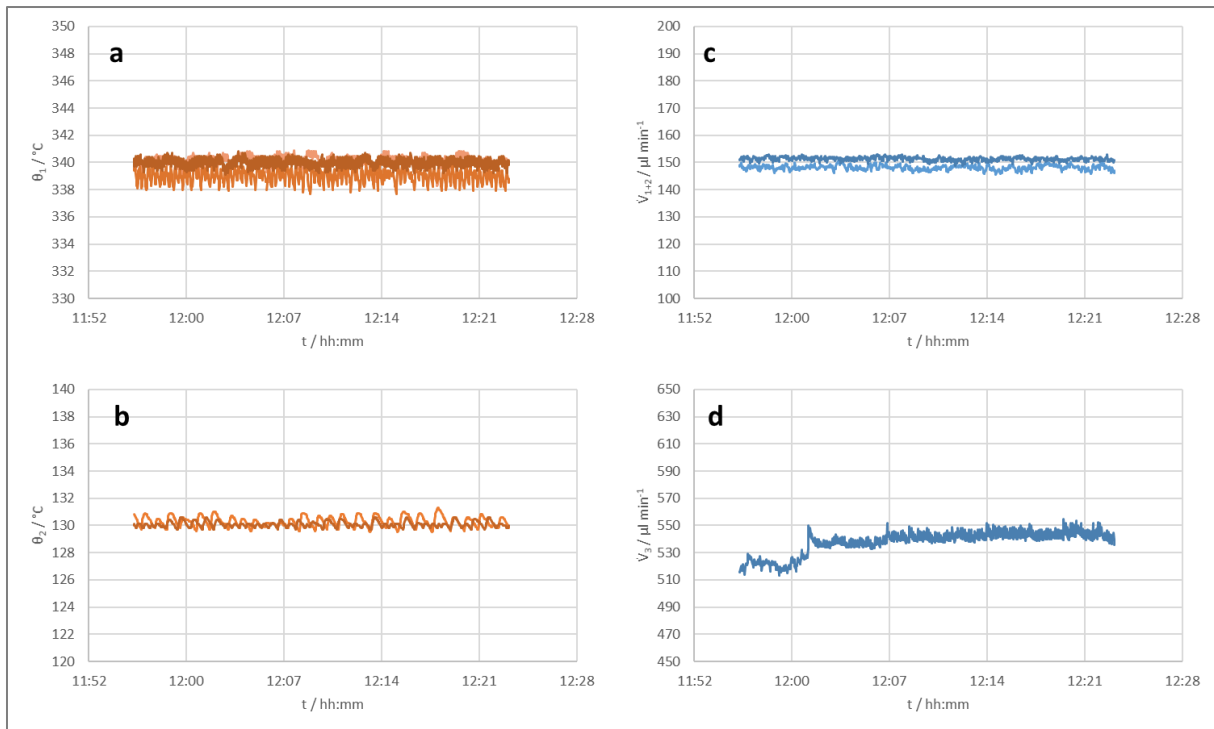 a
350
348
346
344
342
340
338
336
334
332
330
θ₁ / °C
11:52 12:00 12:07 12:14 12:21 12:28
t / hh:mm
c
200
190
180
170
160
150
140
130
120
110
100
V̇₁₊₂ / µl min⁻¹
11:52 12:00 12:07 12:14 12:21 12:28
t / hh:mm
b
140
138
136
134
132
130
128
126
124
122
120
θ₂ / °C
11:52 12:00 12:07 12:14 12:21 12:28
t / hh:mm
d
650
630
610
590
570
550
530
510
490
470
450
V̇₃ / µl min⁻¹
11:52 12:00 12:07 12:14 12:21 12:28
t / hh:mm